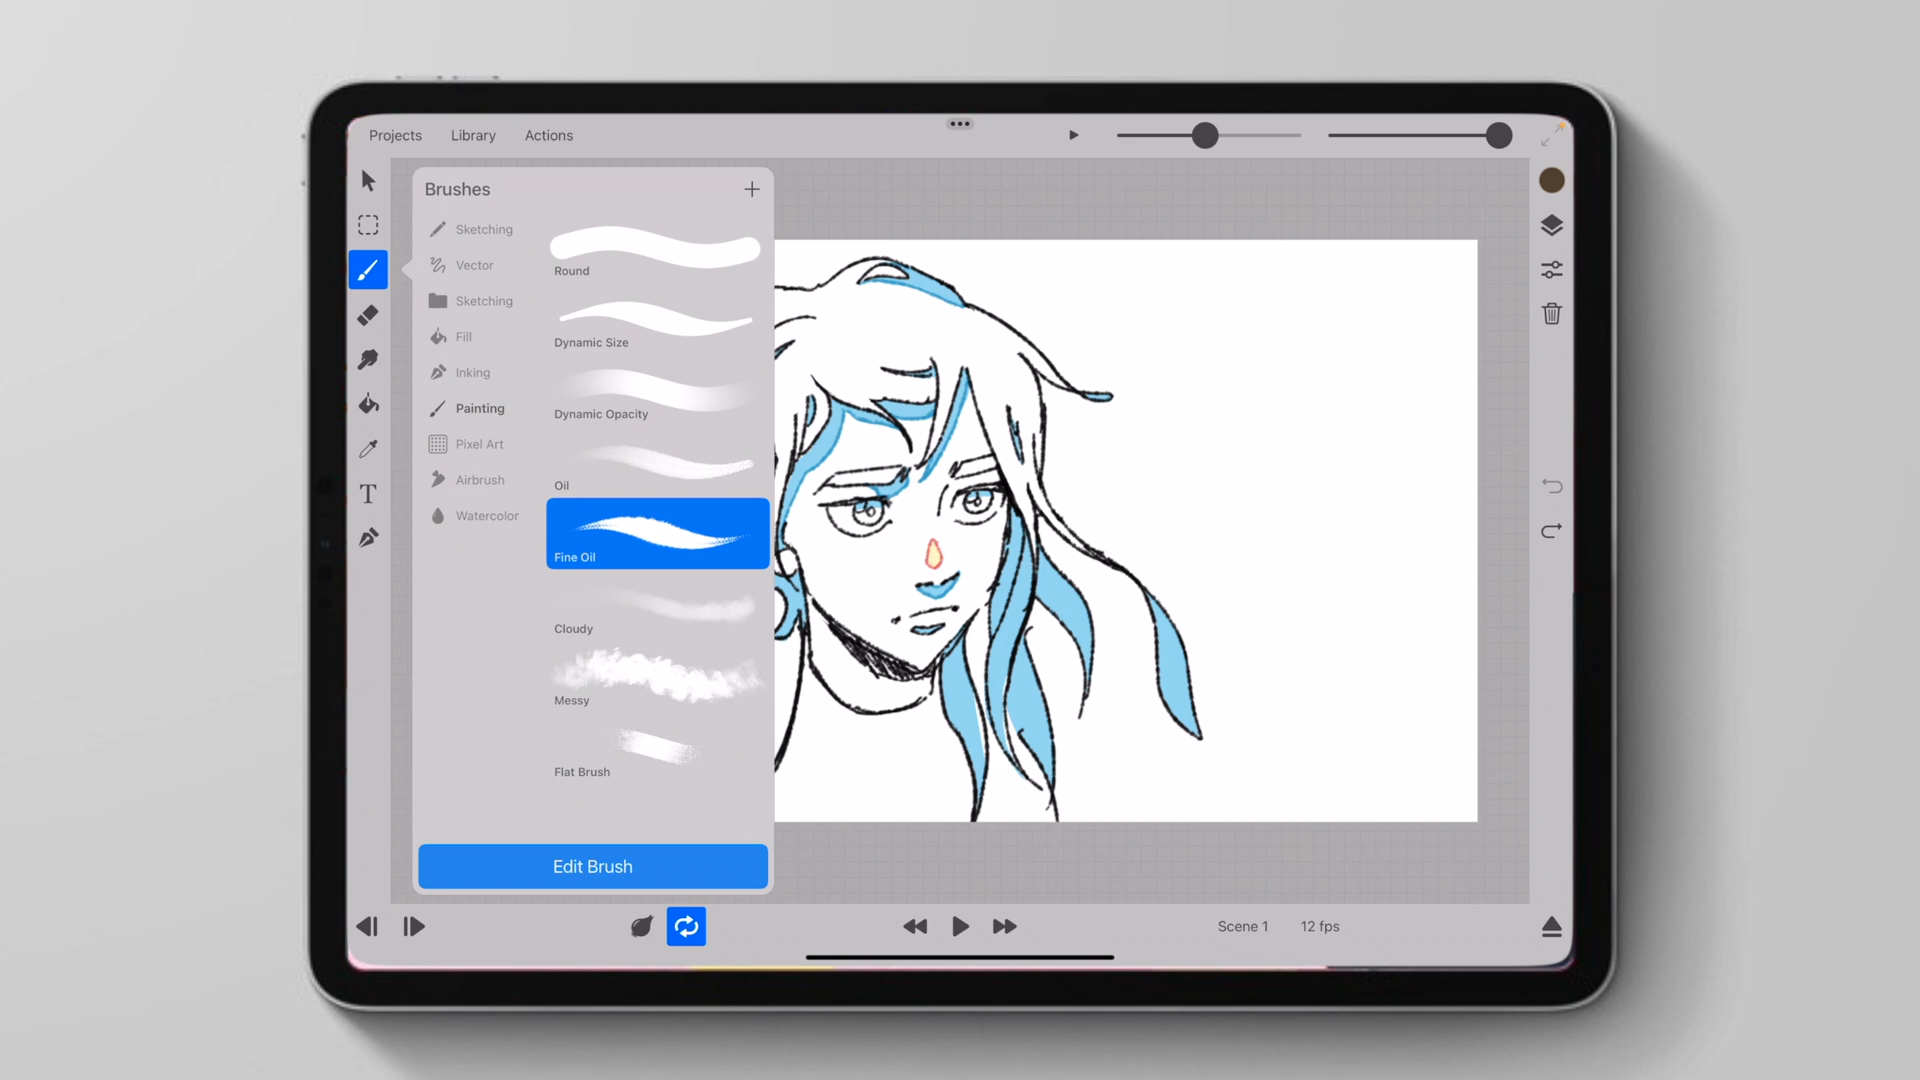 Projects
Library
Actions
Brushes
Sketching
Vector
Sketching
Fill
Inking
Painting
Pixel Art
Airbrush
Watercolor
Round
Dynamic Size
Dynamic Opacity
Oil
Fine Oil
Cloudy
Messy
Flat Brush
Edit Brush
T
Scene 1
12 fps